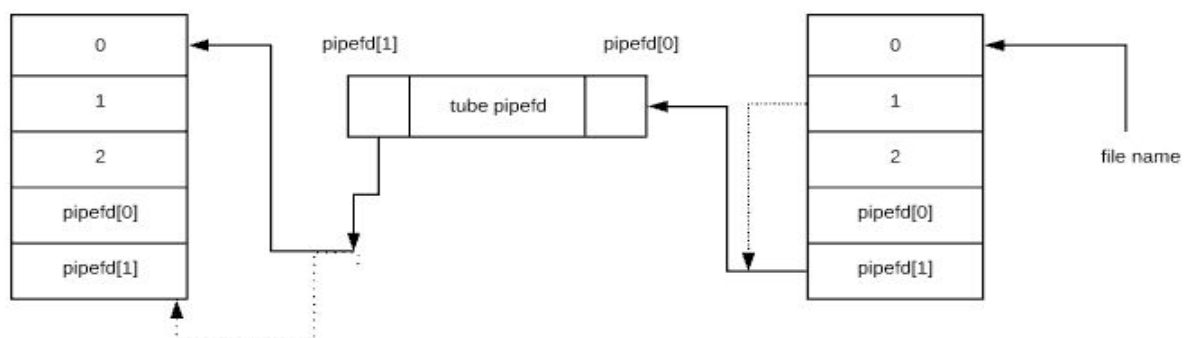 0
1
2
pipefd[0]
pipefd[1]
pipefd[1]
pipefd[0]
tube pipefd
0
1
2
pipefd[0]
pipefd[1]
file name